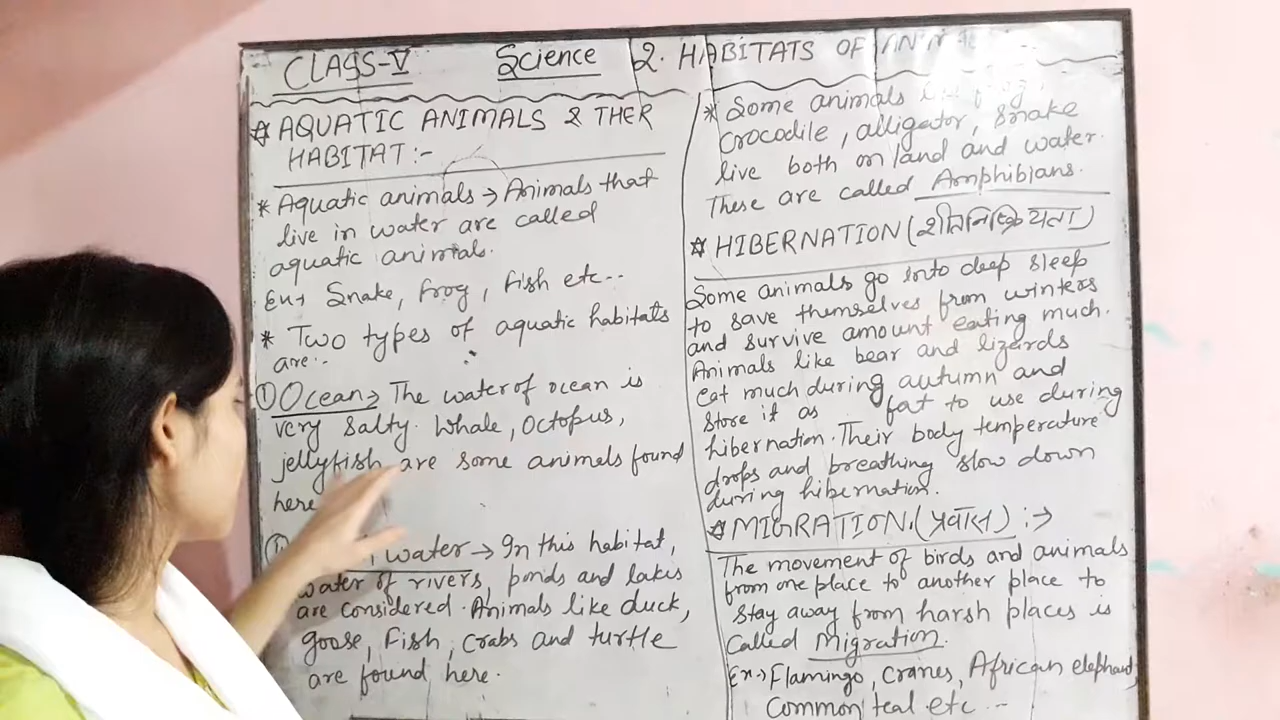 CLASS-V Science 2. HABITATS OF
# AQUATIC ANIMALS & THER
HABITAT:-
* Aquatic animals → Animals that
live in water are called
aquatic animals.
Ex→ Snake, frog, fish etc..
* Two types of aquatic habitats
are:-
① Ocean → The water of ocean is
very salty. Whale, Octopus,
jellyfish are some animals found
here
water → In this habitat,
water of rivers, ponds and lakes
are considered. Animals like duck,
goose, Fish, Crabs and turtle
are found here.
* Some animals
crocodile, alligator, snake
live both on land and water.
These are called Amphibians.
# HIBERNATION (
Some animals go into deep sleep
to save themselves from winters
and survive amount eating much.
Animals like bear and lizards
eat much during autumn and
store it as fat to use during
hibernation. Their body temperature
drops and breathing slow down
during hibernation.
# MIGRATION (प्रवास) :→
The movement of birds and animals
from one place to another place to
stay away from harsh places is
called Migration.
Ex→ Flamingo, cranes, African elephant,
Common teal etc..-